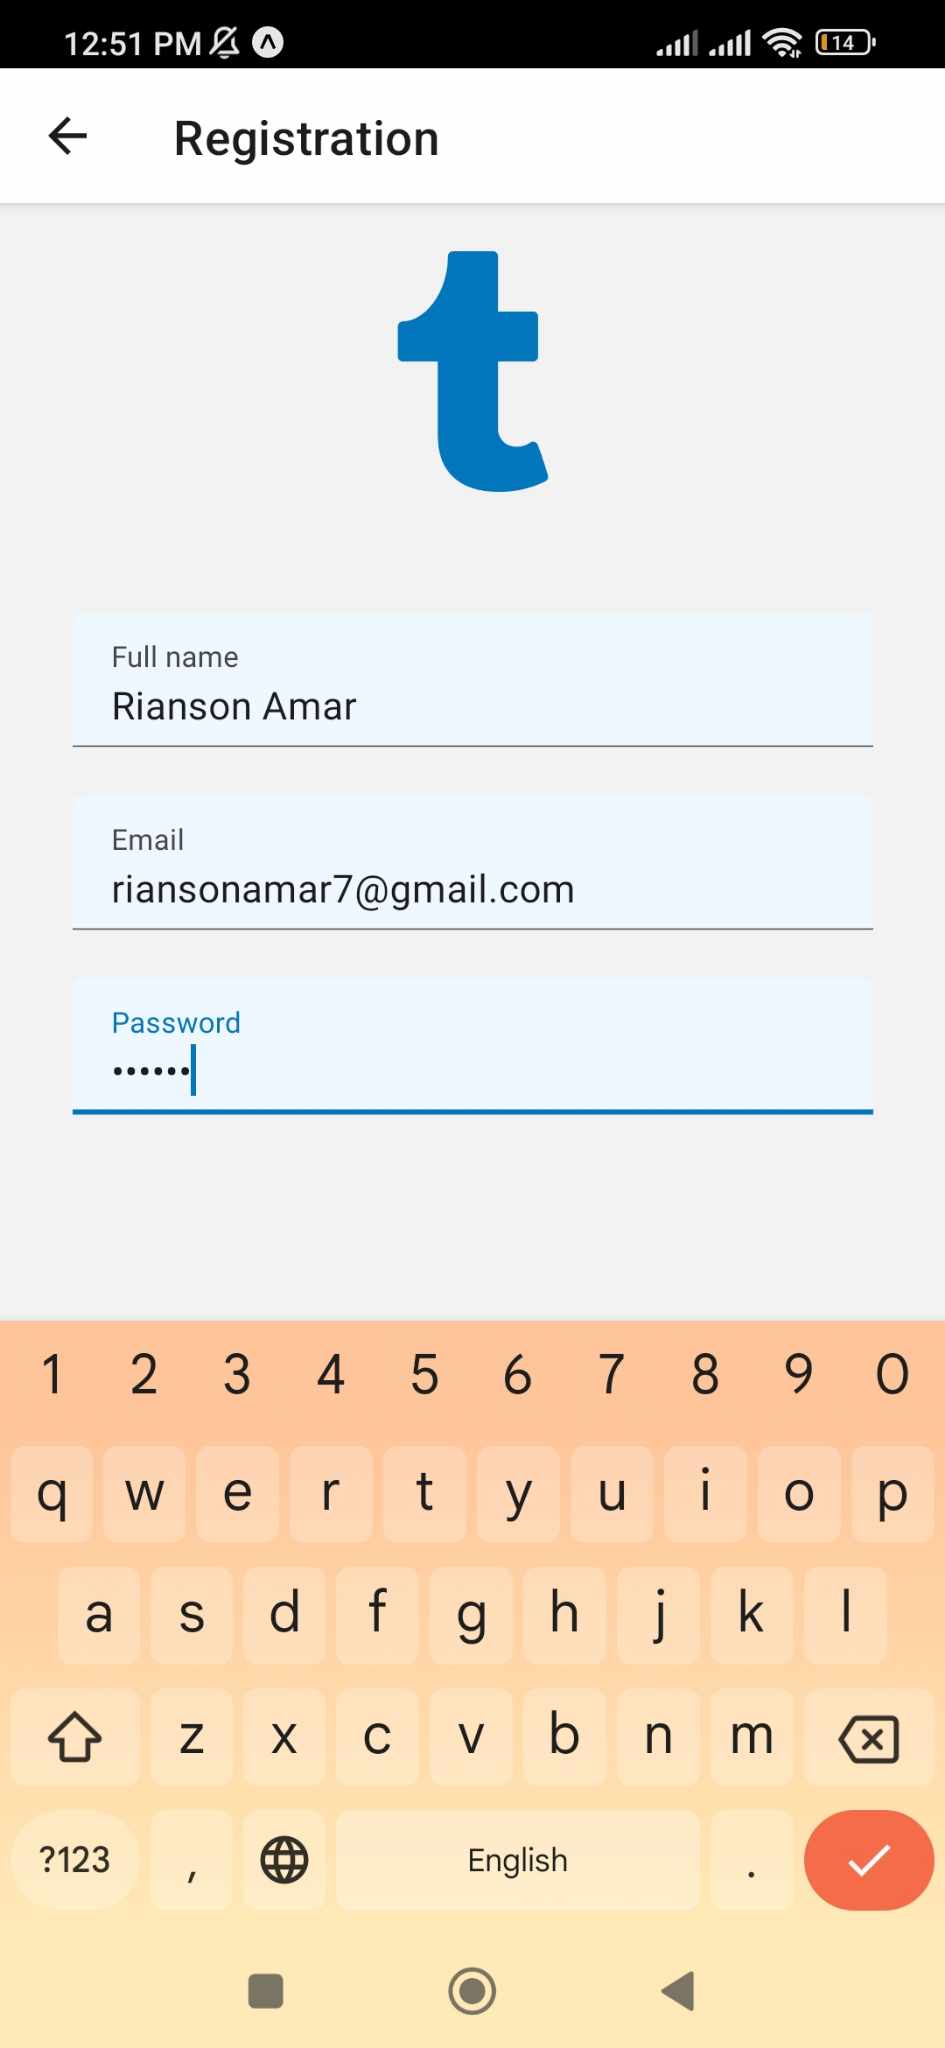 12:51 PM
14
Registration
t
Full name
Rianson Amar
Email
riansonamar7@gmail.com
Password
••••••
1 2 3 4 5 6 7 8 9 0
q w e r t y u i o p
a s d f g h j k l
z x c v b n m
?123 , English .